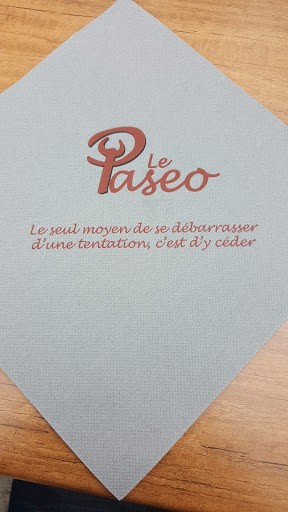 Le
Paseo
Le seul moyen de se débarrasser
d'une tentation, c'est d'y céder